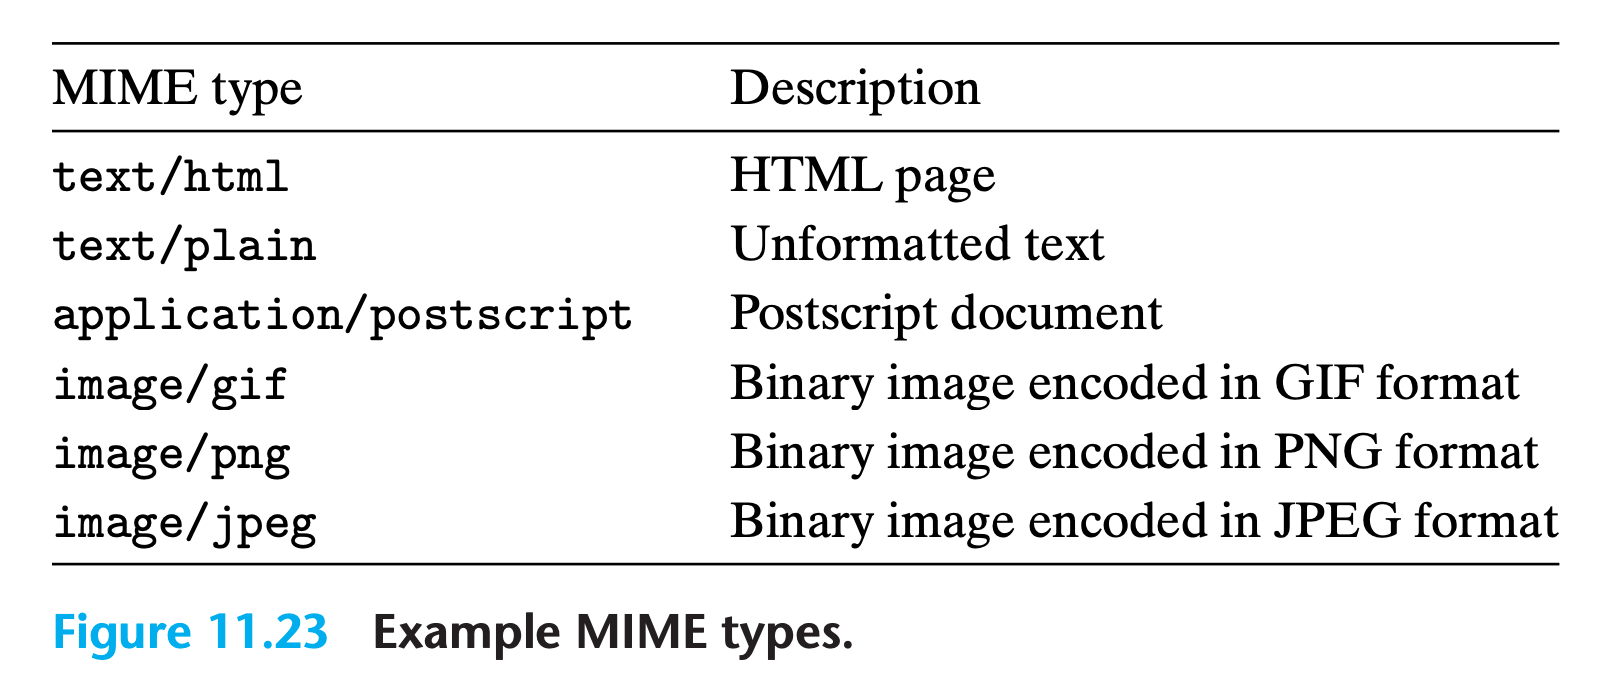 MIME type Description
text/html HTML page
text/plain Unformatted text
application/postscript Postscript document
image/gif Binary image encoded in GIF format
image/png Binary image encoded in PNG format
image/jpeg Binary image encoded in JPEG format
Figure 11.23 Example MIME types.